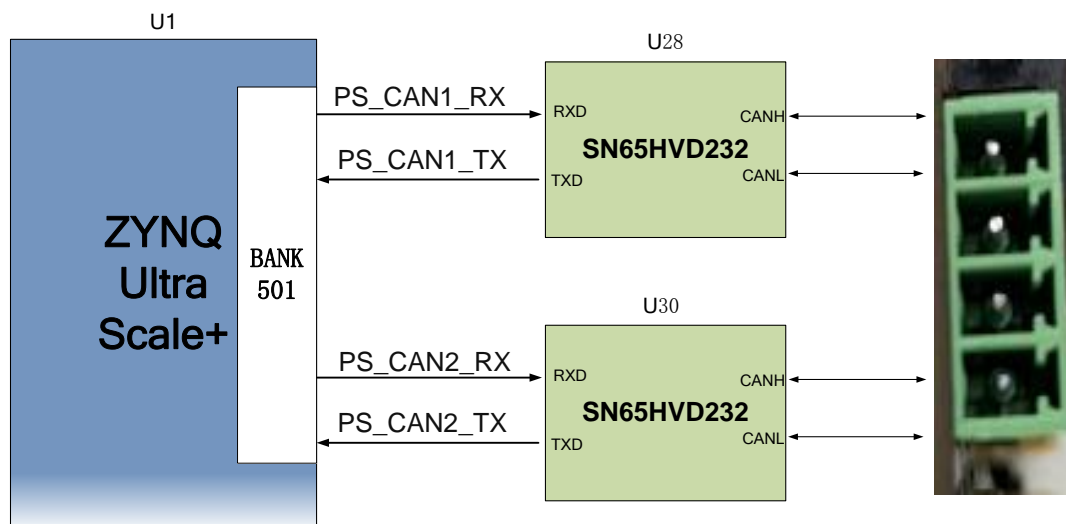 U1
U28
PS_CAN1_RX
RXD
CANH
SN65HVD232
PS_CAN1_TX
TXD
CANL
ZYNQ
Ultra
Scale+
BANK
501
U30
PS_CAN2_RX
RXD
CANH
SN65HVD232
PS_CAN2_TX
TXD
CANL